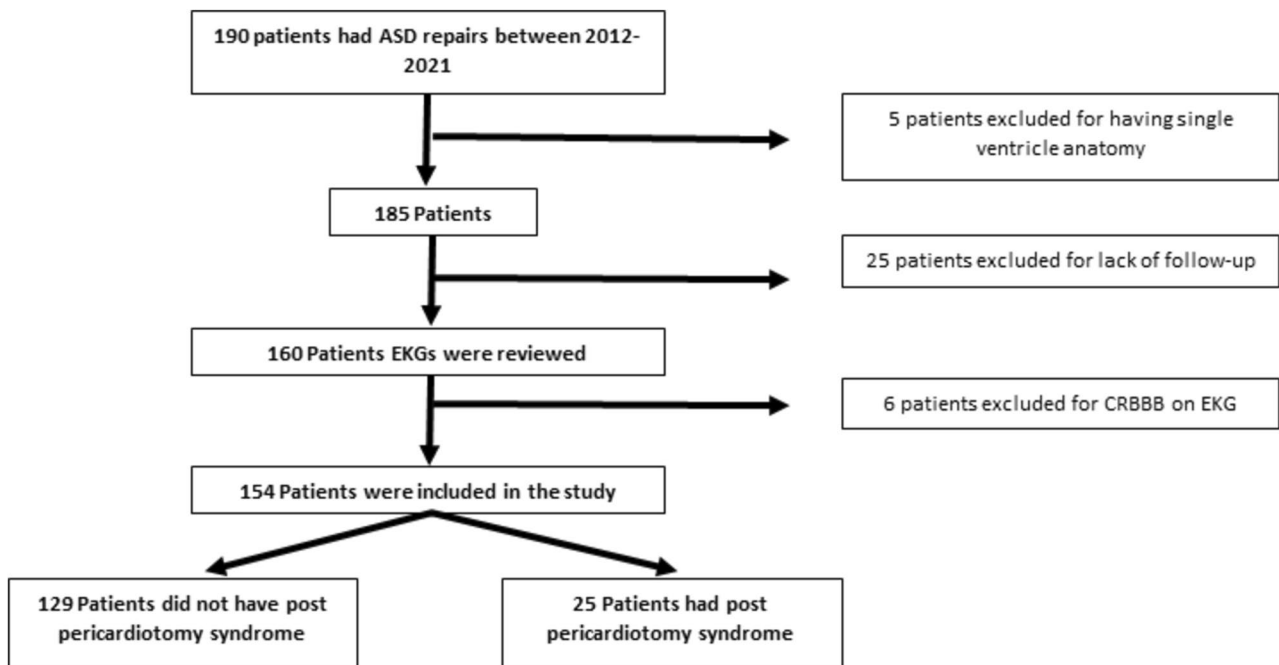 190 patients had ASD repairs between 2012-
2021
5 patients excluded for having single
ventricle anatomy
185 Patients
25 patients excluded for lack of follow-up
160 Patients EKGs were reviewed
6 patients excluded for CRBBB on EKG
154 Patients were included in the study
129 Patients did not have post
pericardiotomy syndrome
25 Patients had post
pericardiotomy syndrome